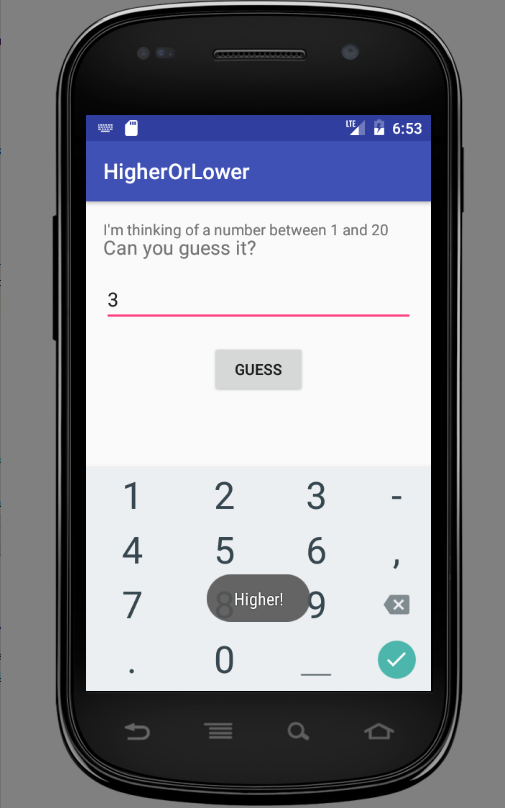 LTE 6:53
HigherOrLower
I'm thinking of a number between 1 and 20
Can you guess it?
3
GUESS
1 2 3 -
4 5 6 ,
7 8 9
Higher!
. 0